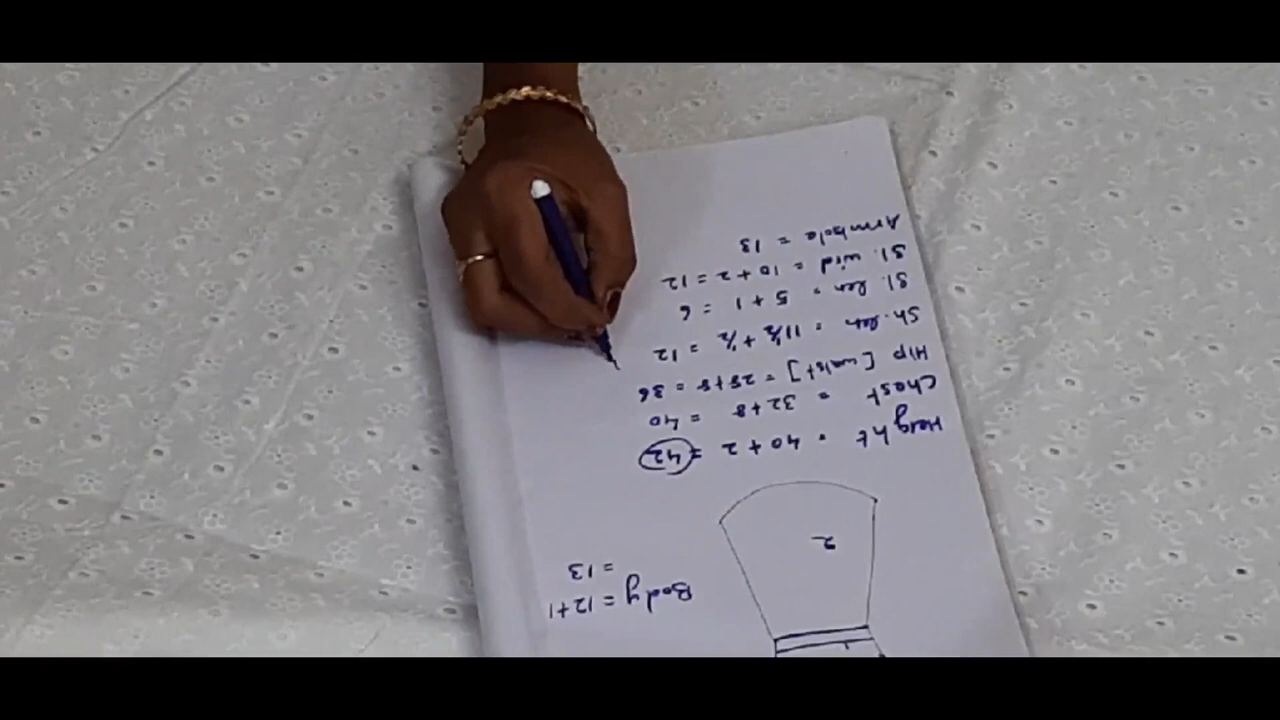 Body = 12+1
= 13
2
1
Height = 40+2 = 42
Chest = 32+8 = 40
Hip [waist] = 28+8 = 36
Sh. len = 11½ + ½ = 12
Sl. len = 5+1 = 6
Sl. wid = 10+2 = 12
Armhole = 13